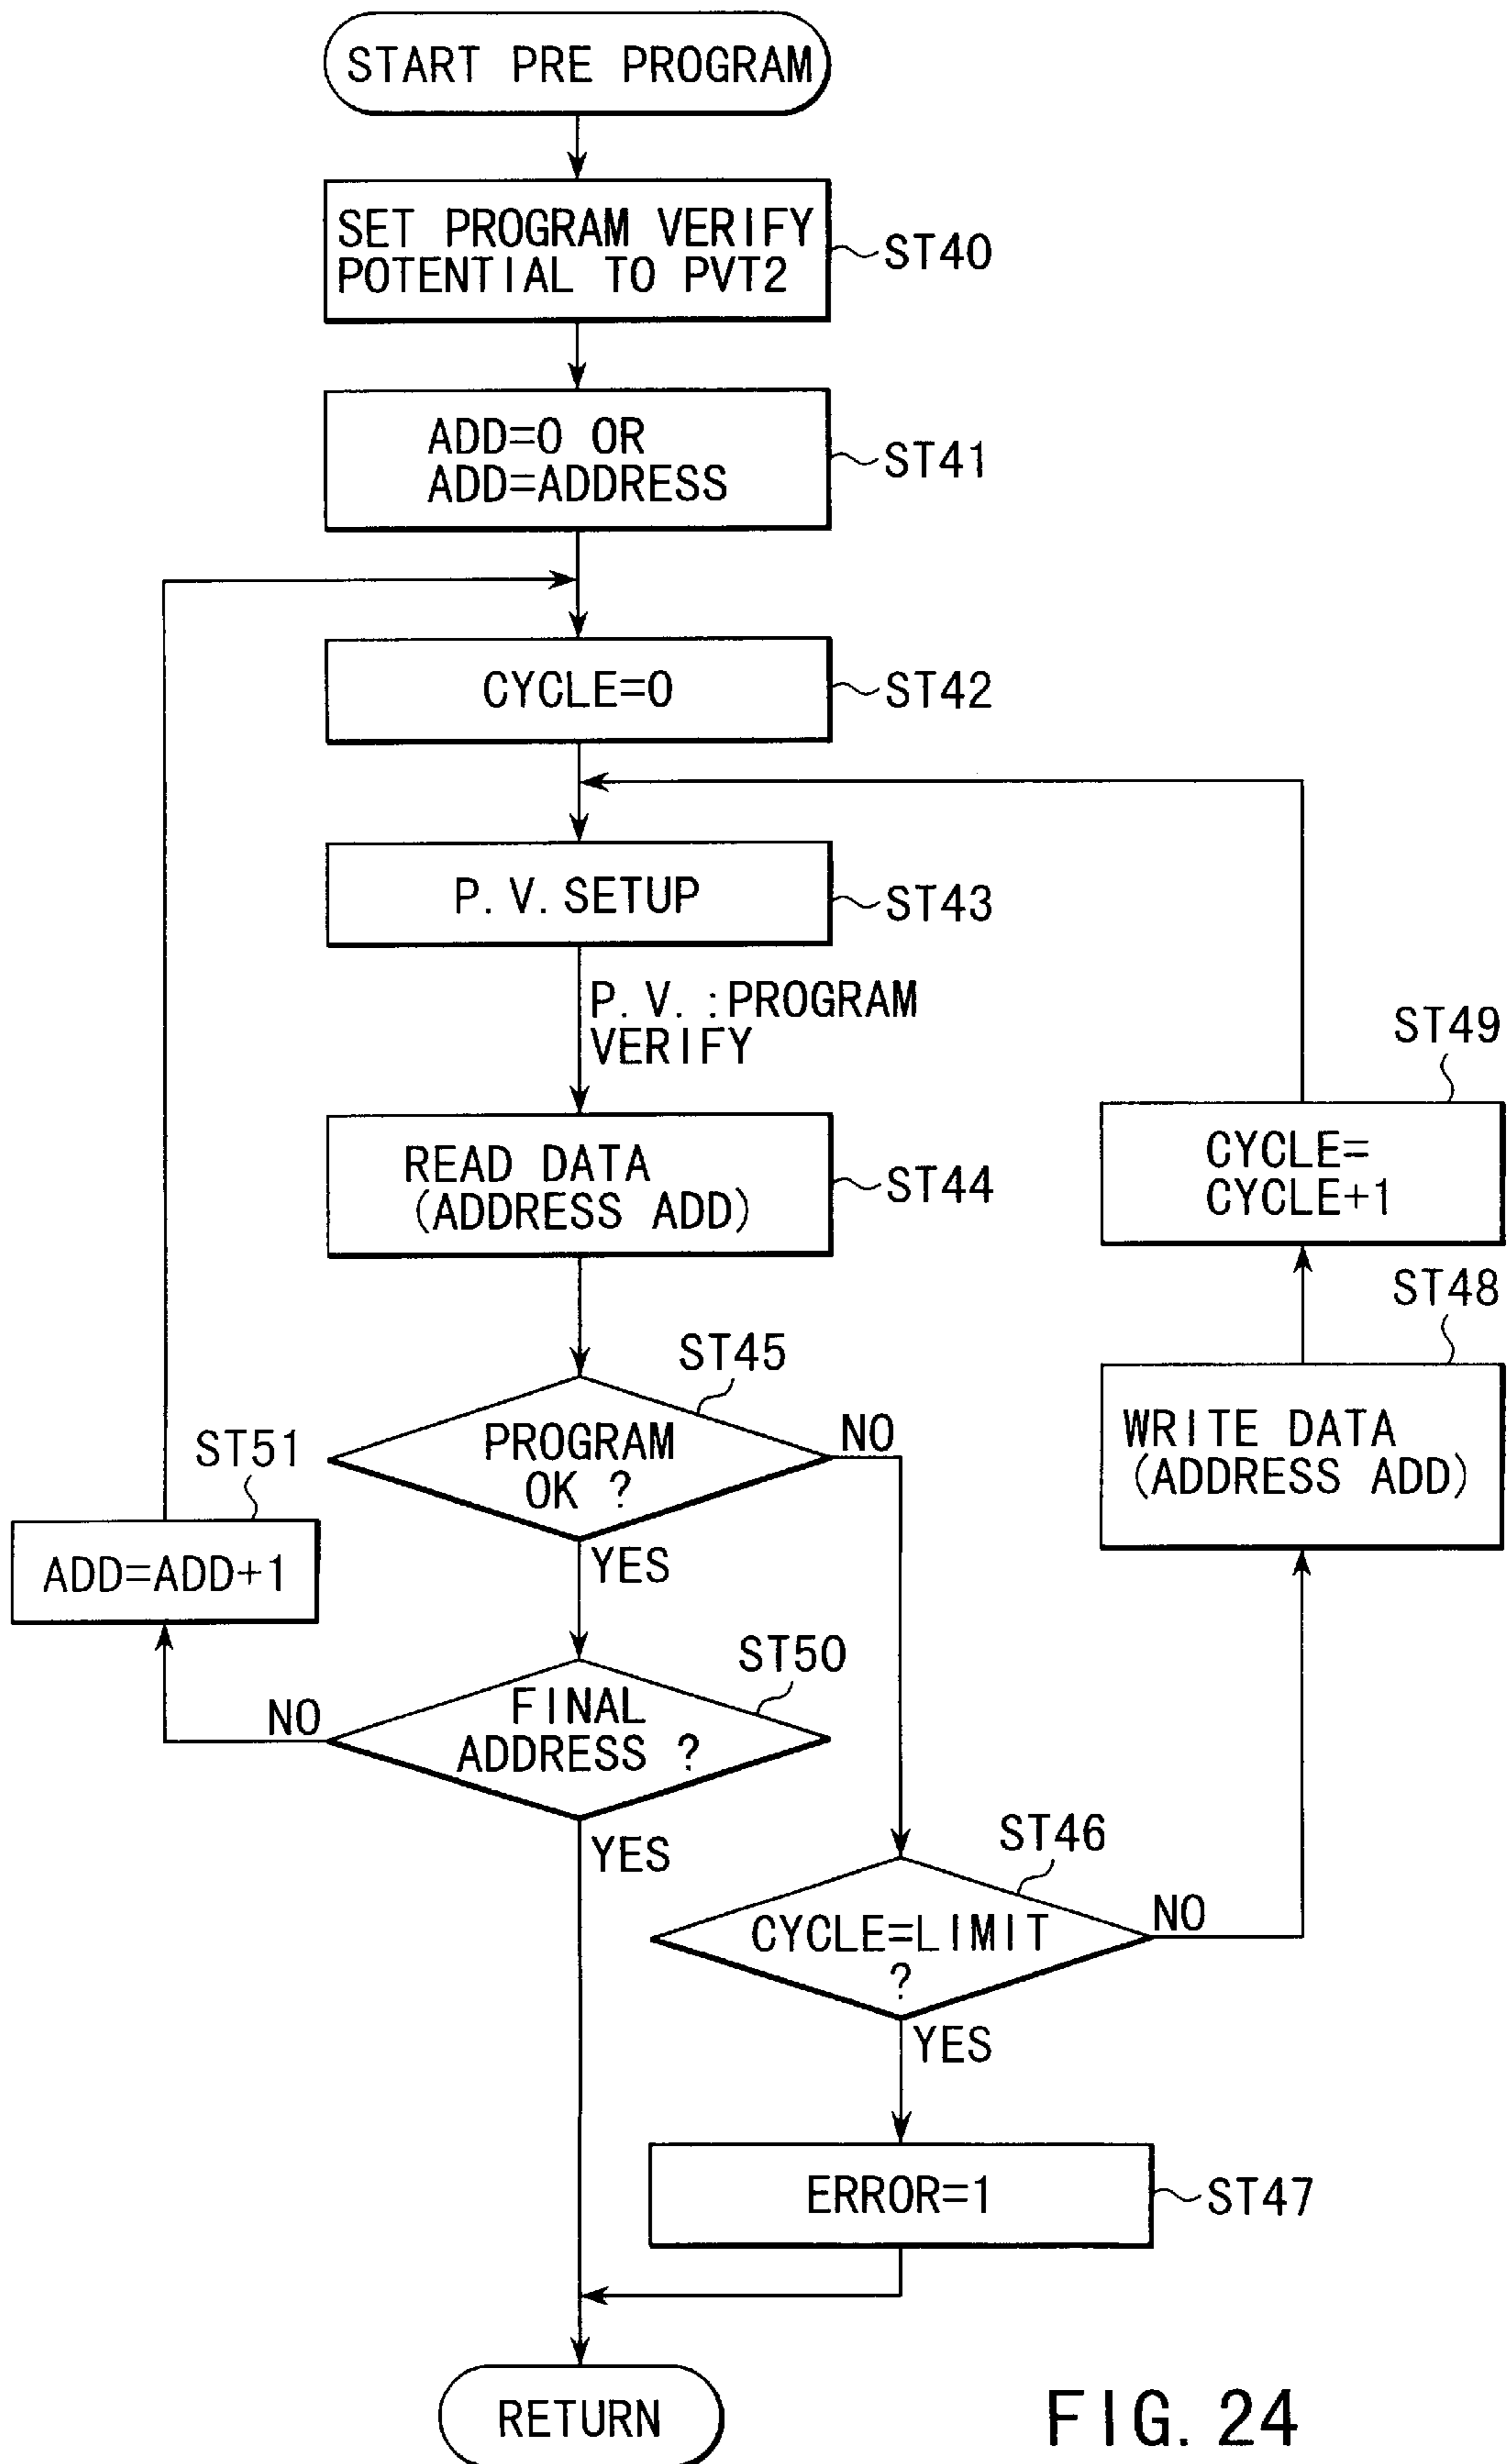 START PRE PROGRAM
SET PROGRAM VERIFY
POTENTIAL TO PVT2
ST40
ADD=0 OR
ADD=ADDRESS
ST41
CYCLE=0
ST42
P.V.SETUP
ST43
P.V.:PROGRAM
VERIFY
READ DATA
(ADDRESS ADD)
ST44
PROGRAM
OK ?
ST45
NO
YES
FINAL
ADDRESS ?
ST50
NO
YES
ADD=ADD+1
ST51
CYCLE=LIMIT
?
ST46
NO
YES
ERROR=1
ST47
WRITE DATA
(ADDRESS ADD)
ST48
CYCLE=
CYCLE+1
ST49
RETURN
FIG. 24